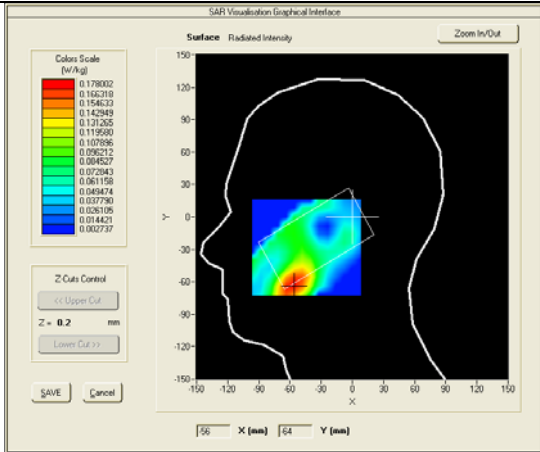 SAR Visualisation Graphical Interface
Surface Radiated Intensity
Zoom In/Out
Colors Scale
(W/kg)
0.178002
0.166318
0.154633
0.142949
0.131265
0.119580
0.107896
0.096212
0.084527
0.072843
0.061158
0.049474
0.037790
0.026105
0.014421
0.002737
Z Cuts Control
<< Upper Cut
Z = 0.2 mm
Lower Cut >>
SAVE Cancel
150
120
90
60
30
0
-30
-60
-90
-120
-150
Y
-150 -120 -90 -60 -30 0 30 60 90 120 150
X
-56 X (mm) -64 Y (mm)